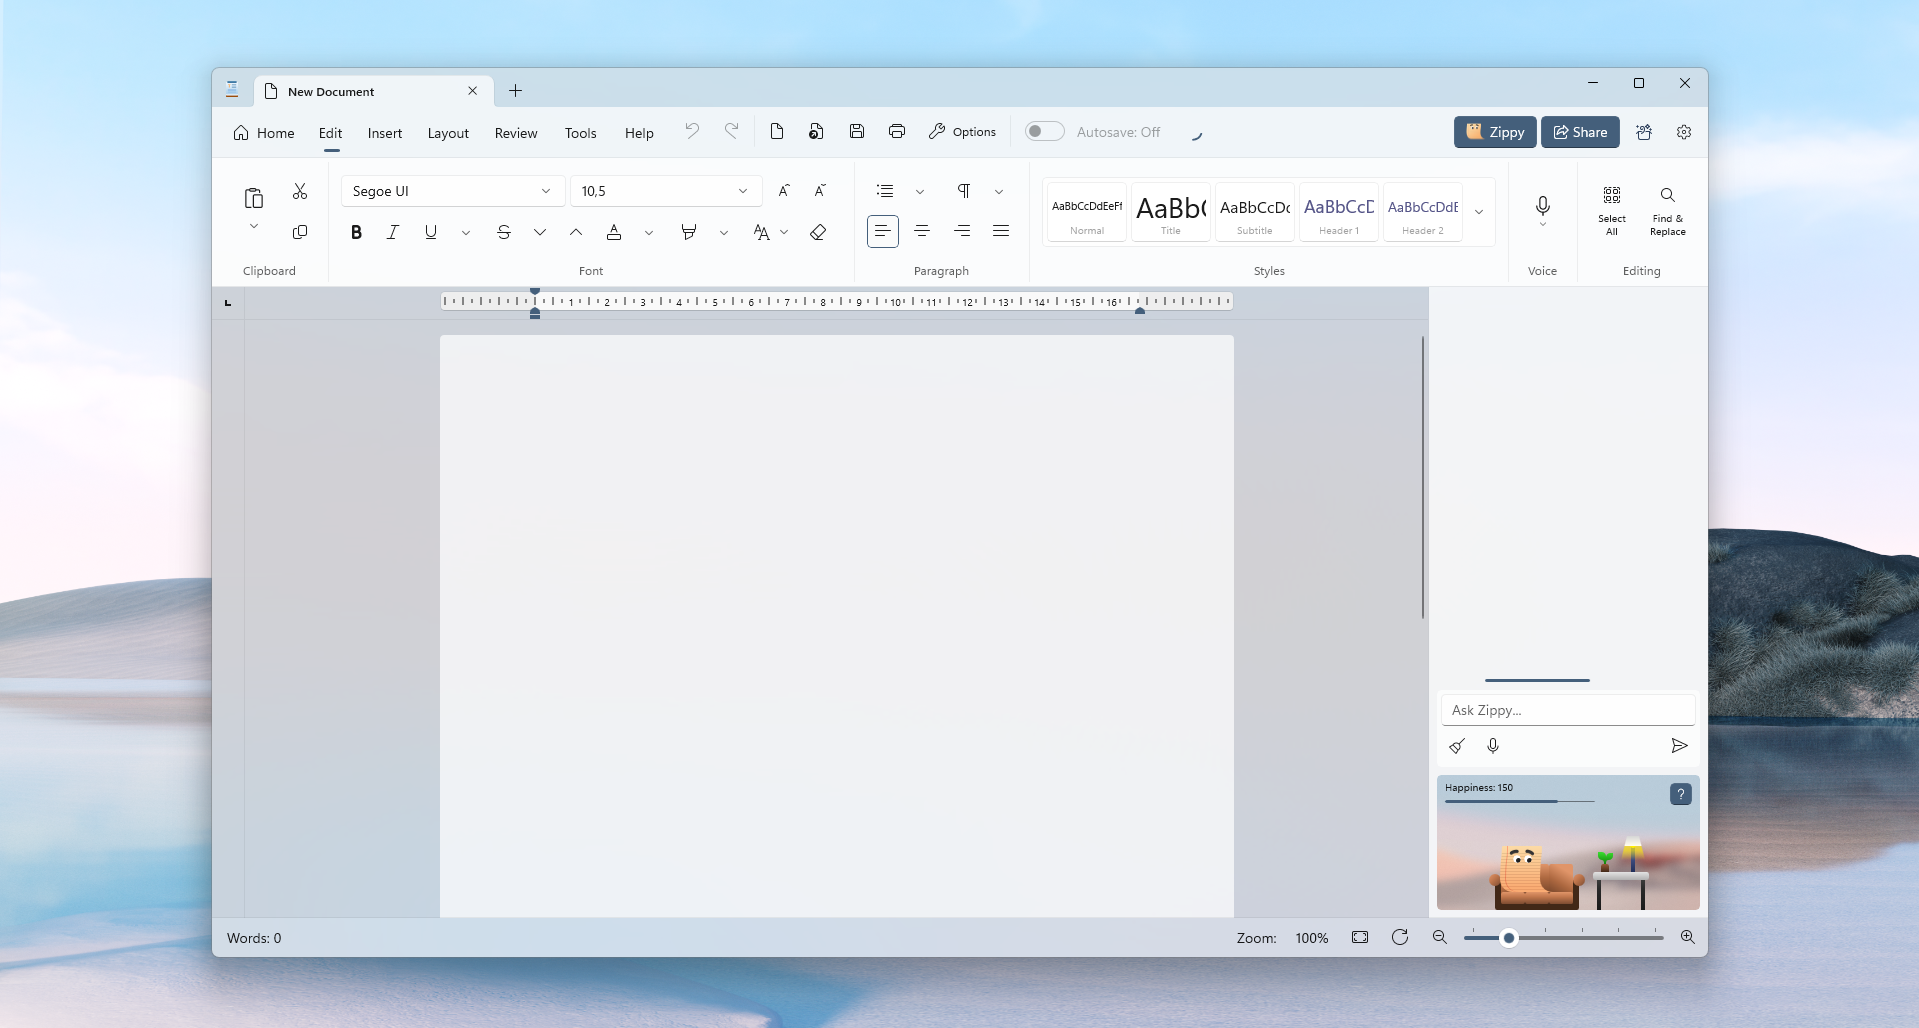 New Document
Home Edit Insert Layout Review Tools Help Options Autosave: Off Zippy Share
Segoe UI 10,5
AaBbCcDdEeFf AaBbC AaBbCcDc AaBbCcD AaBbCcDdE
Normal Title Subtitle Header 1 Header 2
Select All
Find & Replace
B I U
Clipboard Font Paragraph Styles Voice Editing
1 2 3 4 5 6 7 8 9 10 11 12 13 14 15 16
Ask Zippy...
Happiness: 150
?
Words: 0 Zoom: 100%